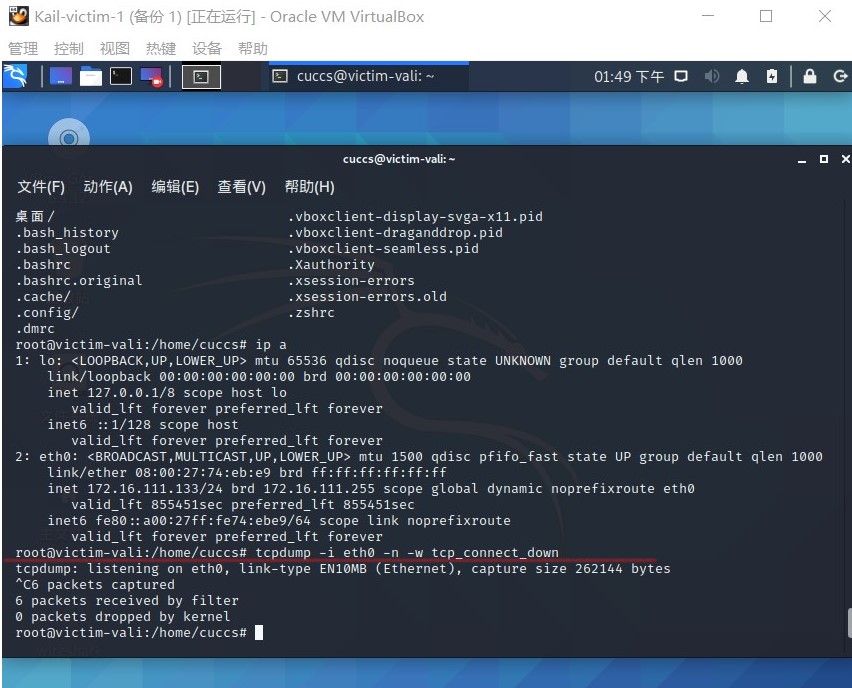 Kail-victim-1 (备份 1) [正在运行] - Oracle VM VirtualBox
管理 控制 视图 热键 设备 帮助
cuccs@victim-vali: ~ 01:49 下午
cuccs@victim-vali: ~
文件(F) 动作(A) 编辑(E) 查看(V) 帮助(H)
桌面/ .vboxclient-display-svga-x11.pid
.bash_history .vboxclient-draganddrop.pid
.bash_logout .vboxclient-seamless.pid
.bashrc .Xauthority
.bashrc.original .xsession-errors
.cache/ .xsession-errors.old
.config/ .zshrc
.dmrc
root@victim-vali:/home/cuccs# ip a
1: lo: <LOOPBACK,UP,LOWER_UP> mtu 65536 qdisc noqueue state UNKNOWN group default qlen 1000
link/loopback 00:00:00:00:00:00 brd 00:00:00:00:00:00
inet 127.0.0.1/8 scope host lo
valid_lft forever preferred_lft forever
inet6 ::1/128 scope host
valid_lft forever preferred_lft forever
2: eth0: <BROADCAST,MULTICAST,UP,LOWER_UP> mtu 1500 qdisc pfifo_fast state UP group default qlen 1000
link/ether 08:00:27:74:eb:e9 brd ff:ff:ff:ff:ff:ff
inet 172.16.111.133/24 brd 172.16.111.255 scope global dynamic noprefixroute eth0
valid_lft 855451sec preferred_lft 855451sec
inet6 fe80::a00:27ff:fe74:ebe9/64 scope link noprefixroute
valid_lft forever preferred_lft forever
root@victim-vali:/home/cuccs# tcpdump -i eth0 -n -w tcp_connect_down
tcpdump: listening on eth0, link-type EN10MB (Ethernet), capture size 262144 bytes
^C6 packets captured
6 packets received by filter
0 packets dropped by kernel
root@victim-vali:/home/cuccs#